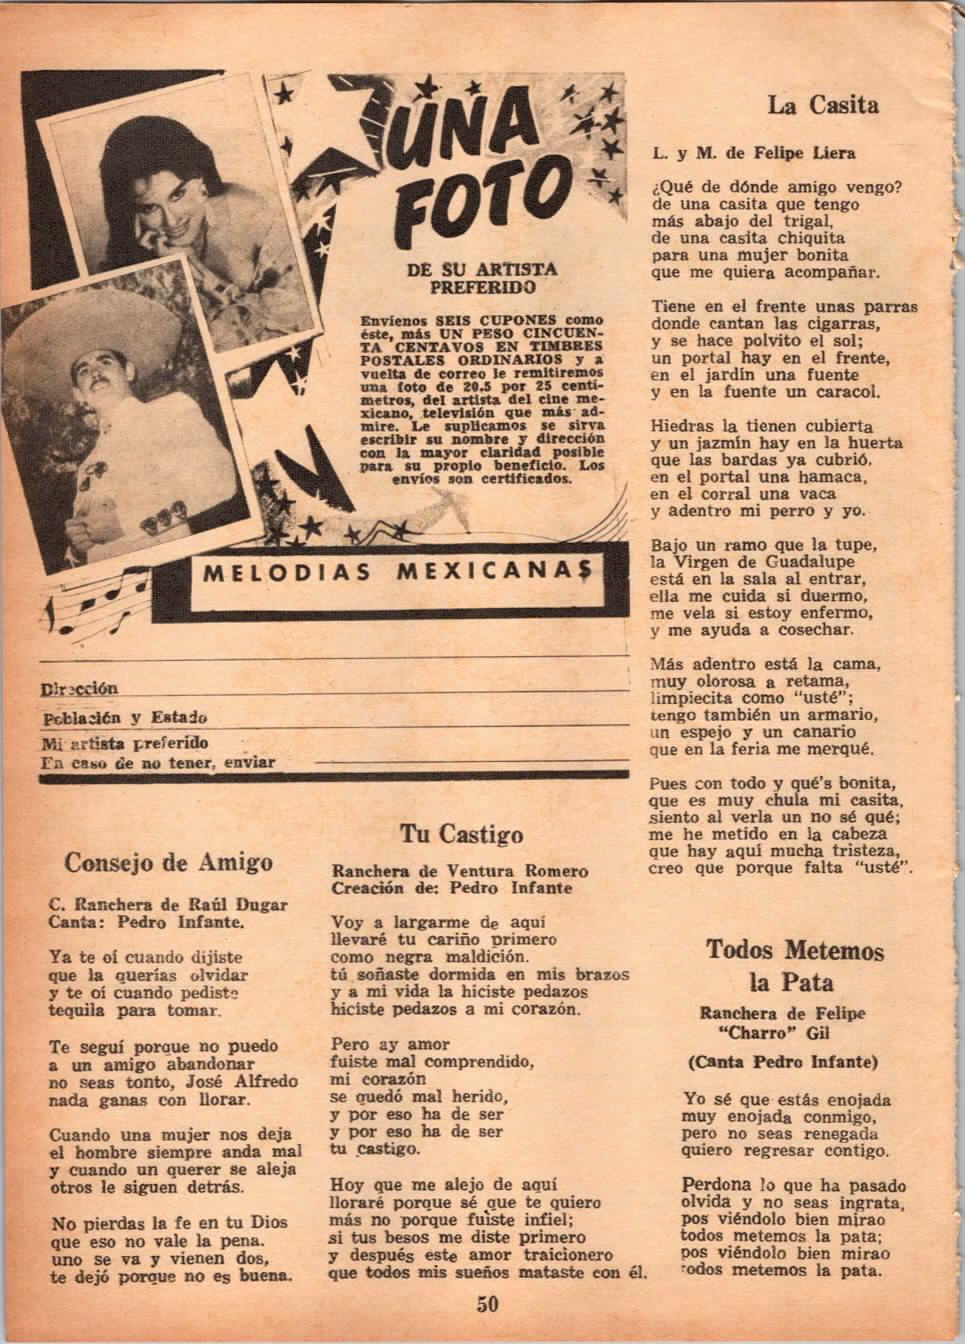 UNA
FOTO
DE SU ARTISTA
PREFERIDO
Envíenos SEIS CUPONES como
éste, más UN PESO CINCUEN-
TA CENTAVOS EN TIMBRES
POSTALES ORDINARIOS y a
vuelta de correo le remitiremos
una foto de 20.5 por 25 centí-
metros, del artista del cine me-
xicano, televisión que más ad-
mire. Le suplicamos se sirva
escribir su nombre y dirección
con la mayor claridad posible
para su propio beneficio. Los
envíos son certificados.
MELODIAS MEXICANAS
Dirección
Población y Estado
Mi artista preferido
En caso de no tener, enviar
Consejo de Amigo
C. Ranchera de Raúl Dugar
Canta: Pedro Infante.
Ya te oí cuando dijiste
que la querías olvidar
y te oí cuando pediste
tequila para tomar.
Te seguí porque no puedo
a un amigo abandonar
no seas tonto, José Alfredo
nada ganas con llorar.
Cuando una mujer nos deja
el hombre siempre anda mal
y cuando un querer se aleja
otros le siguen detrás.
No pierdas la fe en tu Dios
que eso no vale la pena.
uno se va y vienen dos,
te dejó porque no es buena.
Tu Castigo
Ranchera de Ventura Romero
Creación de: Pedro Infante
Voy a largarme de aquí
llevaré tu cariño primero
como negra maldición.
tú soñaste dormida en mis brazos
y a mi vida la hiciste pedazos
hiciste pedazos a mi corazón.
Pero ay amor
fuiste mal comprendido,
mi corazón
se quedó mal herido,
y por eso ha de ser
y por eso ha de ser
tu castigo.
Hoy que me alejo de aquí
lloraré porque sé que te quiero
más no porque fuiste infiel;
si tus besos me diste primero
y después este amor traicionero
que todos mis sueños mataste con él.
La Casita
L. y M. de Felipe Liera
¿Qué de dónde amigo vengo?
de una casita que tengo
más abajo del trigal,
de una casita chiquita
para una mujer bonita
que me quiera acompañar.
Tiene en el frente unas parras
donde cantan las cigarras,
y se hace polvito el sol;
un portal hay en el frente,
en el jardín una fuente
y en la fuente un caracol.
Hiedras la tienen cubierta
y un jazmín hay en la huerta
que las bardas ya cubrió,
en el portal una hamaca,
en el corral una vaca
y adentro mi perro y yo.
Bajo un ramo que la tupe,
la Virgen de Guadalupe
está en la sala al entrar,
ella me cuida si duermo,
me vela si estoy enfermo,
y me ayuda a cosechar.
Más adentro está la cama,
muy olorosa a retama,
limpiecita como "usté";
tengo también un armario,
un espejo y un canario
que en la feria me merqué.
Pues con todo y qué's bonita,
que es muy chula mi casita,
siento al verla un no sé qué;
me he metido en la cabeza
que hay aquí mucha tristeza,
creo que porque falta "usté".
Todos Metemos
la Pata
Ranchera de Felipe
"Charro" Gil
(Canta Pedro Infante)
Yo sé que estás enojada
muy enojada conmigo,
pero no seas renegada
quiero regresar contigo.
Perdona lo que ha pasado
olvida y no seas ingrata,
pos viéndolo bien mirao
todos metemos la pata;
pos viéndolo bien mirao
todos metemos la pata.
50